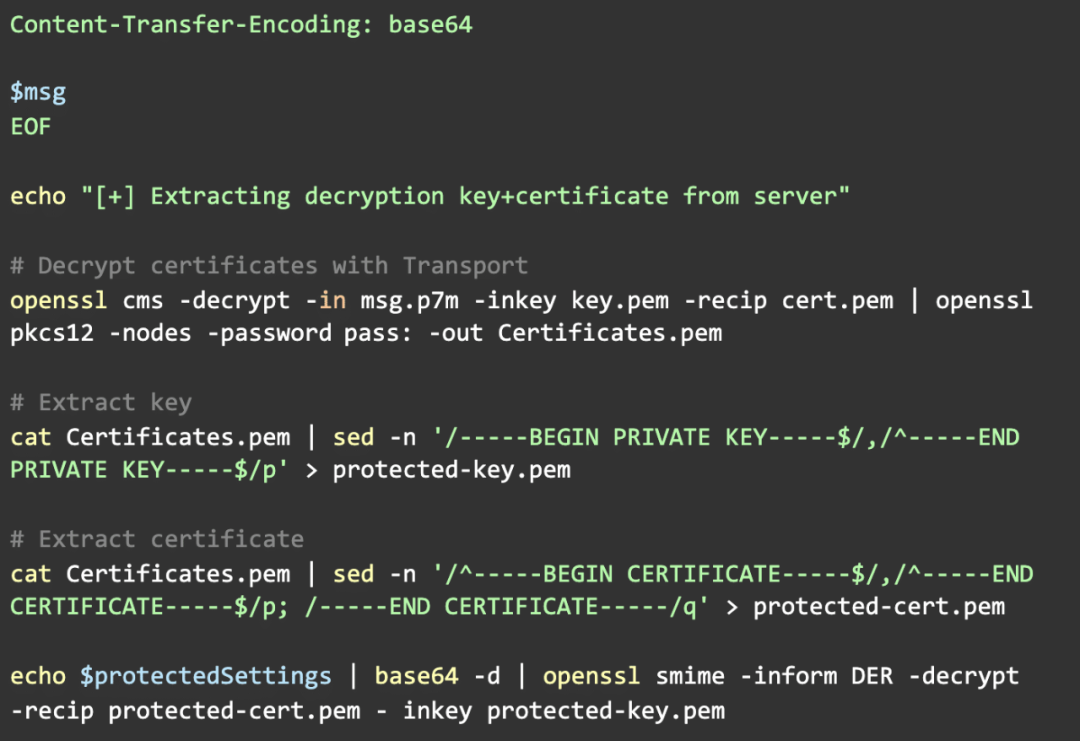 Content-Transfer-Encoding: base64
$msg
EOF
echo "[+] Extracting decryption key+certificate from server"
# Decrypt certificates with Transport
openssl cms -decrypt -in msg.p7m -inkey key.pem -recip cert.pem | openssl
pkcs12 -nodes -password pass: -out Certificates.pem
# Extract key
cat Certificates.pem | sed -n '/-----BEGIN PRIVATE KEY-----$/,/^-----END
PRIVATE KEY-----$/p' > protected-key.pem
# Extract certificate
cat Certificates.pem | sed -n '/^-----BEGIN CERTIFICATE-----$/,/^-----END
CERTIFICATE-----$/p; /-----END CERTIFICATE-----/q' > protected-cert.pem
echo $protectedSettings | base64 -d | openssl smime -inform DER -decrypt
-recip protected-cert.pem - inkey protected-key.pem